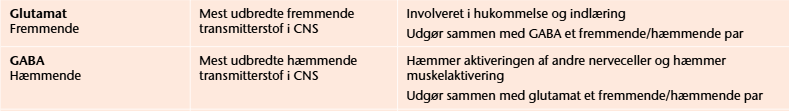 Glutamat
Fremmende
Mest udbredte fremmende
transmitterstof i CNS
Involveret i hukommelse og indlæring
Udgør sammen med GABA et fremmende/hæmmende par
GABA
Hæmmende
Mest udbredte hæmmende
transmitterstof i CNS
Hæmmer aktiveringen af andre nerveceller og hæmmer
muskelaktivering
Udgør sammen med glutamat et fremmende/hæmmende par